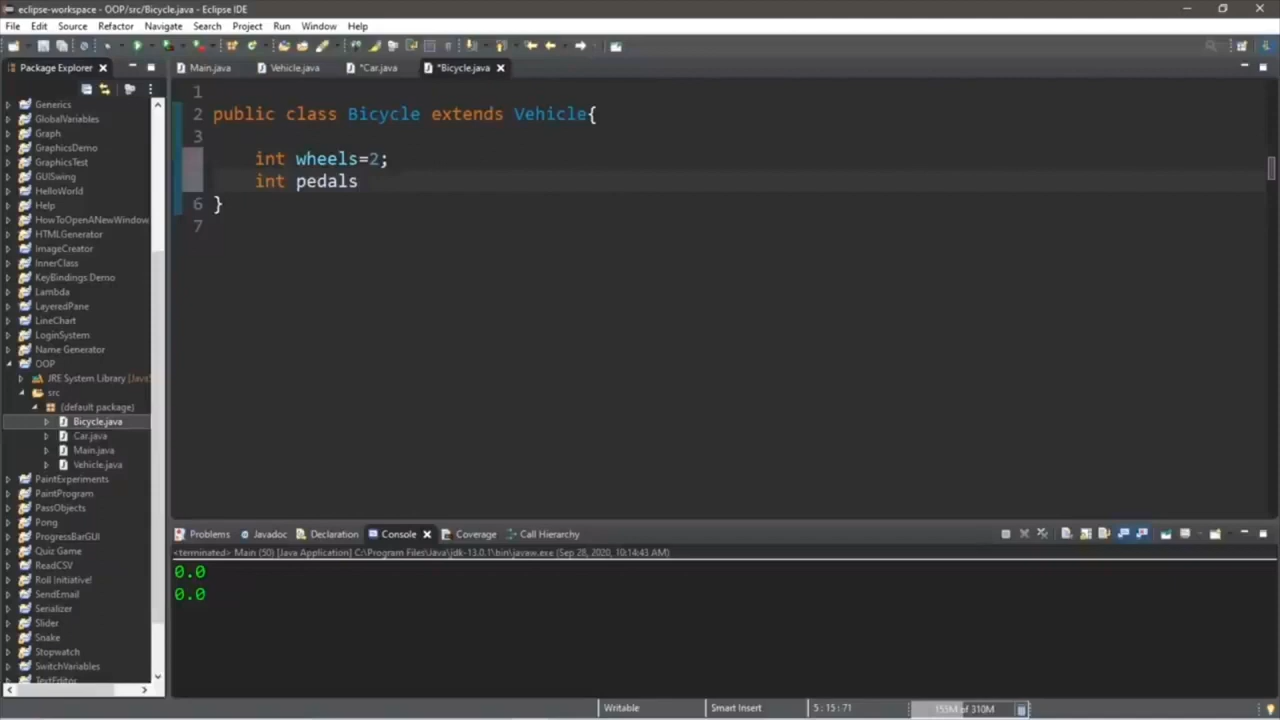 eclipse-workspace - OOP/src/Bicycle.java - Eclipse IDE
File Edit Source Refactor Navigate Search Project Run Window Help
Package Explorer
Main.java Vehicle.java *Car.java *Bicycle.java
Generics
GlobalVariables
Graph
GraphicsDemo
GraphicsTest
GUISwing
HelloWorld
Help
HowToOpenANewWindow
HTMLGenerator
ImageCreator
InnerClass
KeyBindings Demo
Lambda
LayeredPane
LineChart
LoginSystem
Name Generator
OOP
JRE System Library [Java
src
(default package)
Bicycle.java
Car.java
Main.java
Vehicle.java
PaintExperiments
PaintProgram
PassObjects
Pong
ProgressBarGUI
Quiz Game
ReadCSV
Roll Initiative!
SendEmail
Serializer
Slider
Snake
Stopwatch
SwitchVariables
TextEditor
1
2 public class Bicycle extends Vehicle{
3
int wheels=2;
int pedals
6 }
7
Problems Javadoc Declaration Console Coverage Call Hierarchy
<terminated> Main (50) [Java Application] C:\Program Files\Java\jdk-13.0.1\bin\javaw.exe (Sep 28, 2020, 10:14:43 AM)
0.0
0.0
Writable Smart Insert 5 : 15 : 71 153M of 310M